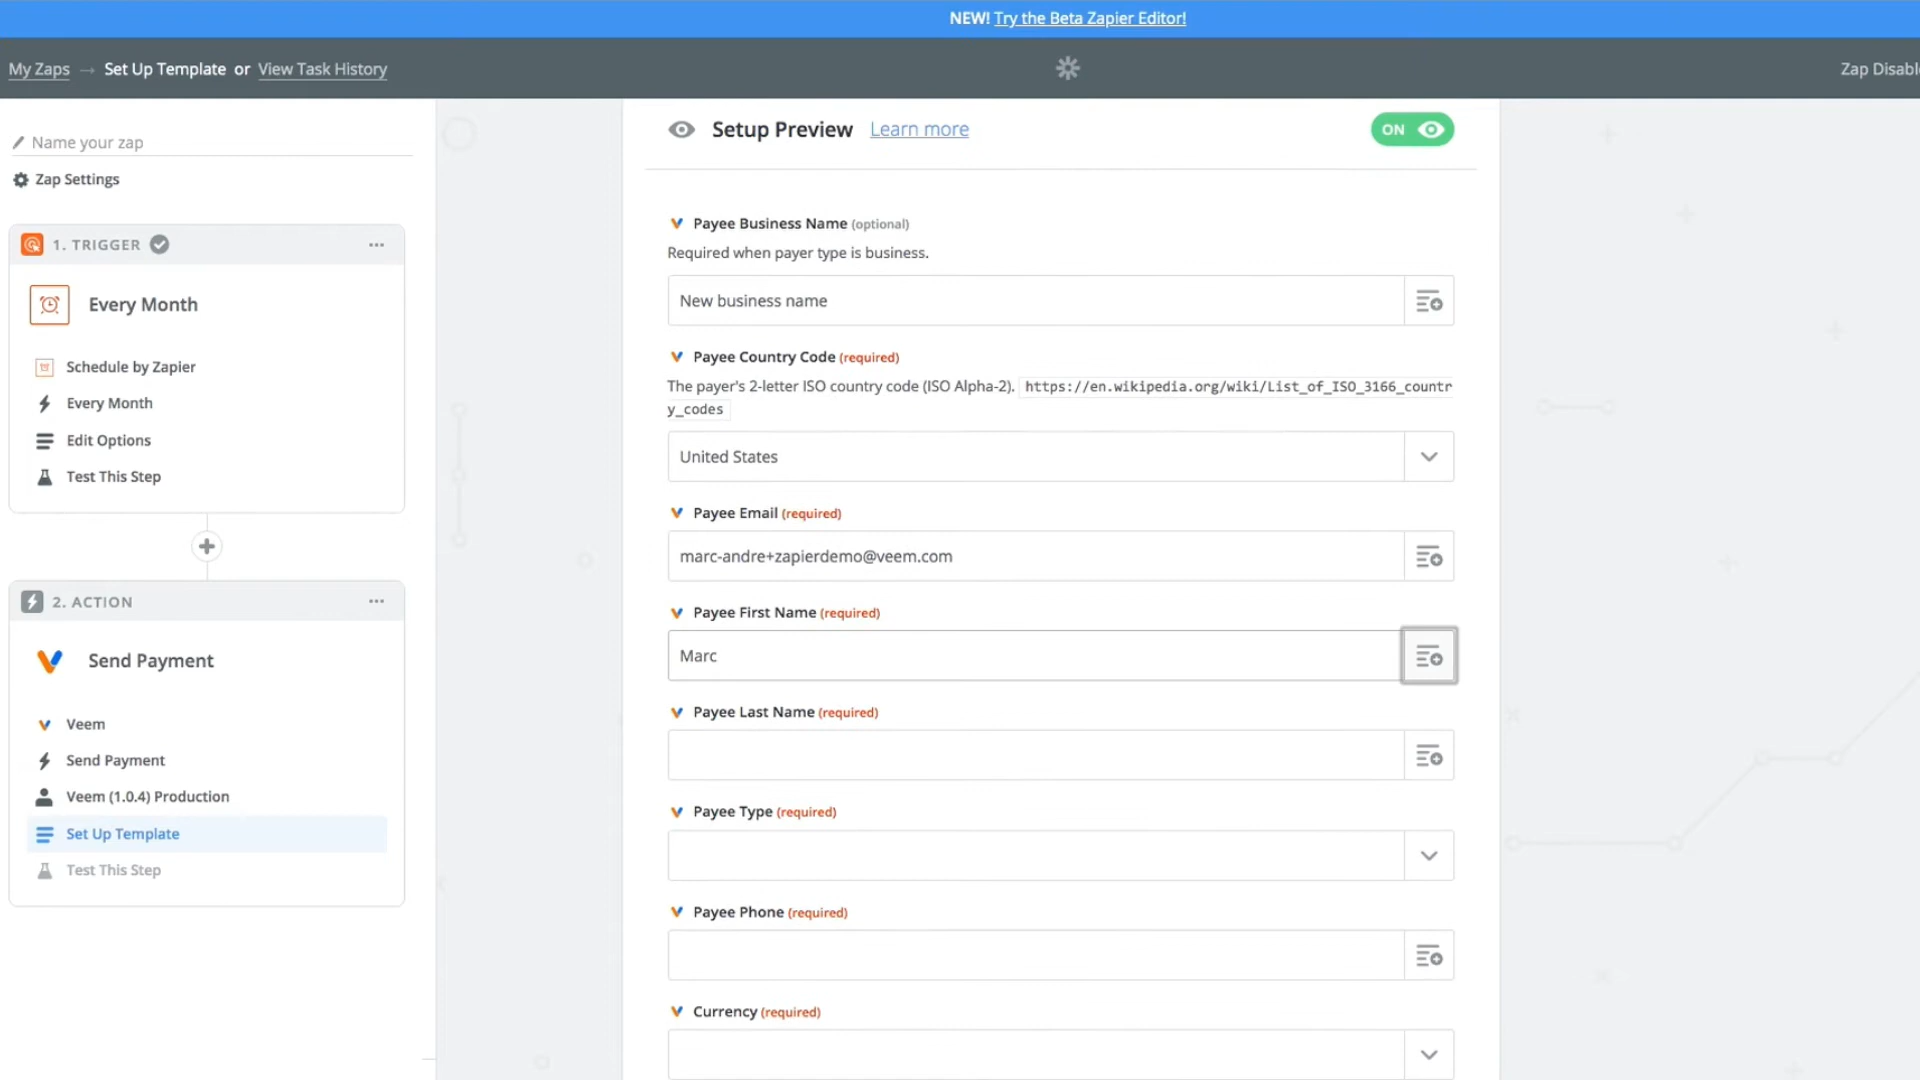 NEW! Try the Beta Zapier Editor!
My Zaps → Set Up Template or View Task History
Zap Disabl
Name your zap
Zap Settings
1. TRIGGER
Every Month
Schedule by Zapier
Every Month
Edit Options
Test This Step
2. ACTION
Send Payment
Veem
Send Payment
Veem (1.0.4) Production
Set Up Template
Test This Step
Setup Preview Learn more
ON
Payee Business Name (optional)
Required when payer type is business.
New business name
Payee Country Code (required)
The payer's 2-letter ISO country code (ISO Alpha-2). https://en.wikipedia.org/wiki/List_of_ISO_3166_countr
y_codes
United States
Payee Email (required)
marc-andre+zapierdemo@veem.com
Payee First Name (required)
Marc
Payee Last Name (required)
Payee Type (required)
Payee Phone (required)
Currency (required)